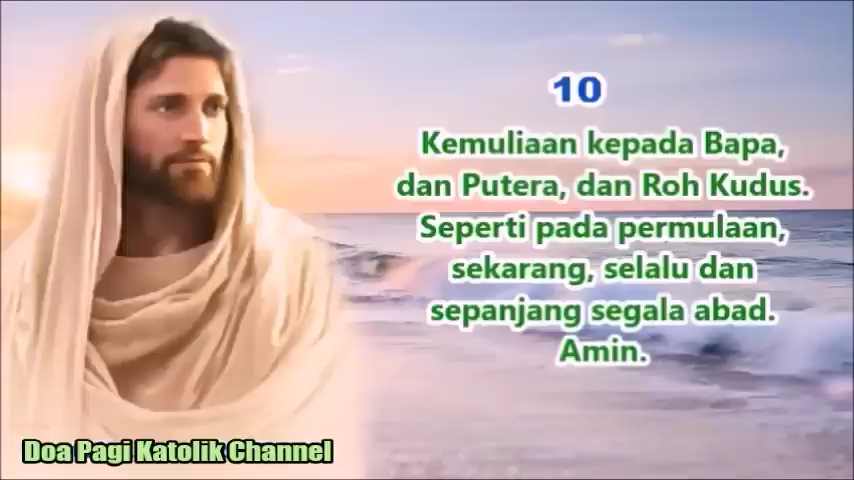 10
Kemuliaan kepada Bapa,
dan Putera, dan Roh Kudus.
Seperti pada permulaan,
sekarang, selalu dan
sepanjang segala abad.
Amin.
Doa Pagi Katolik Channel